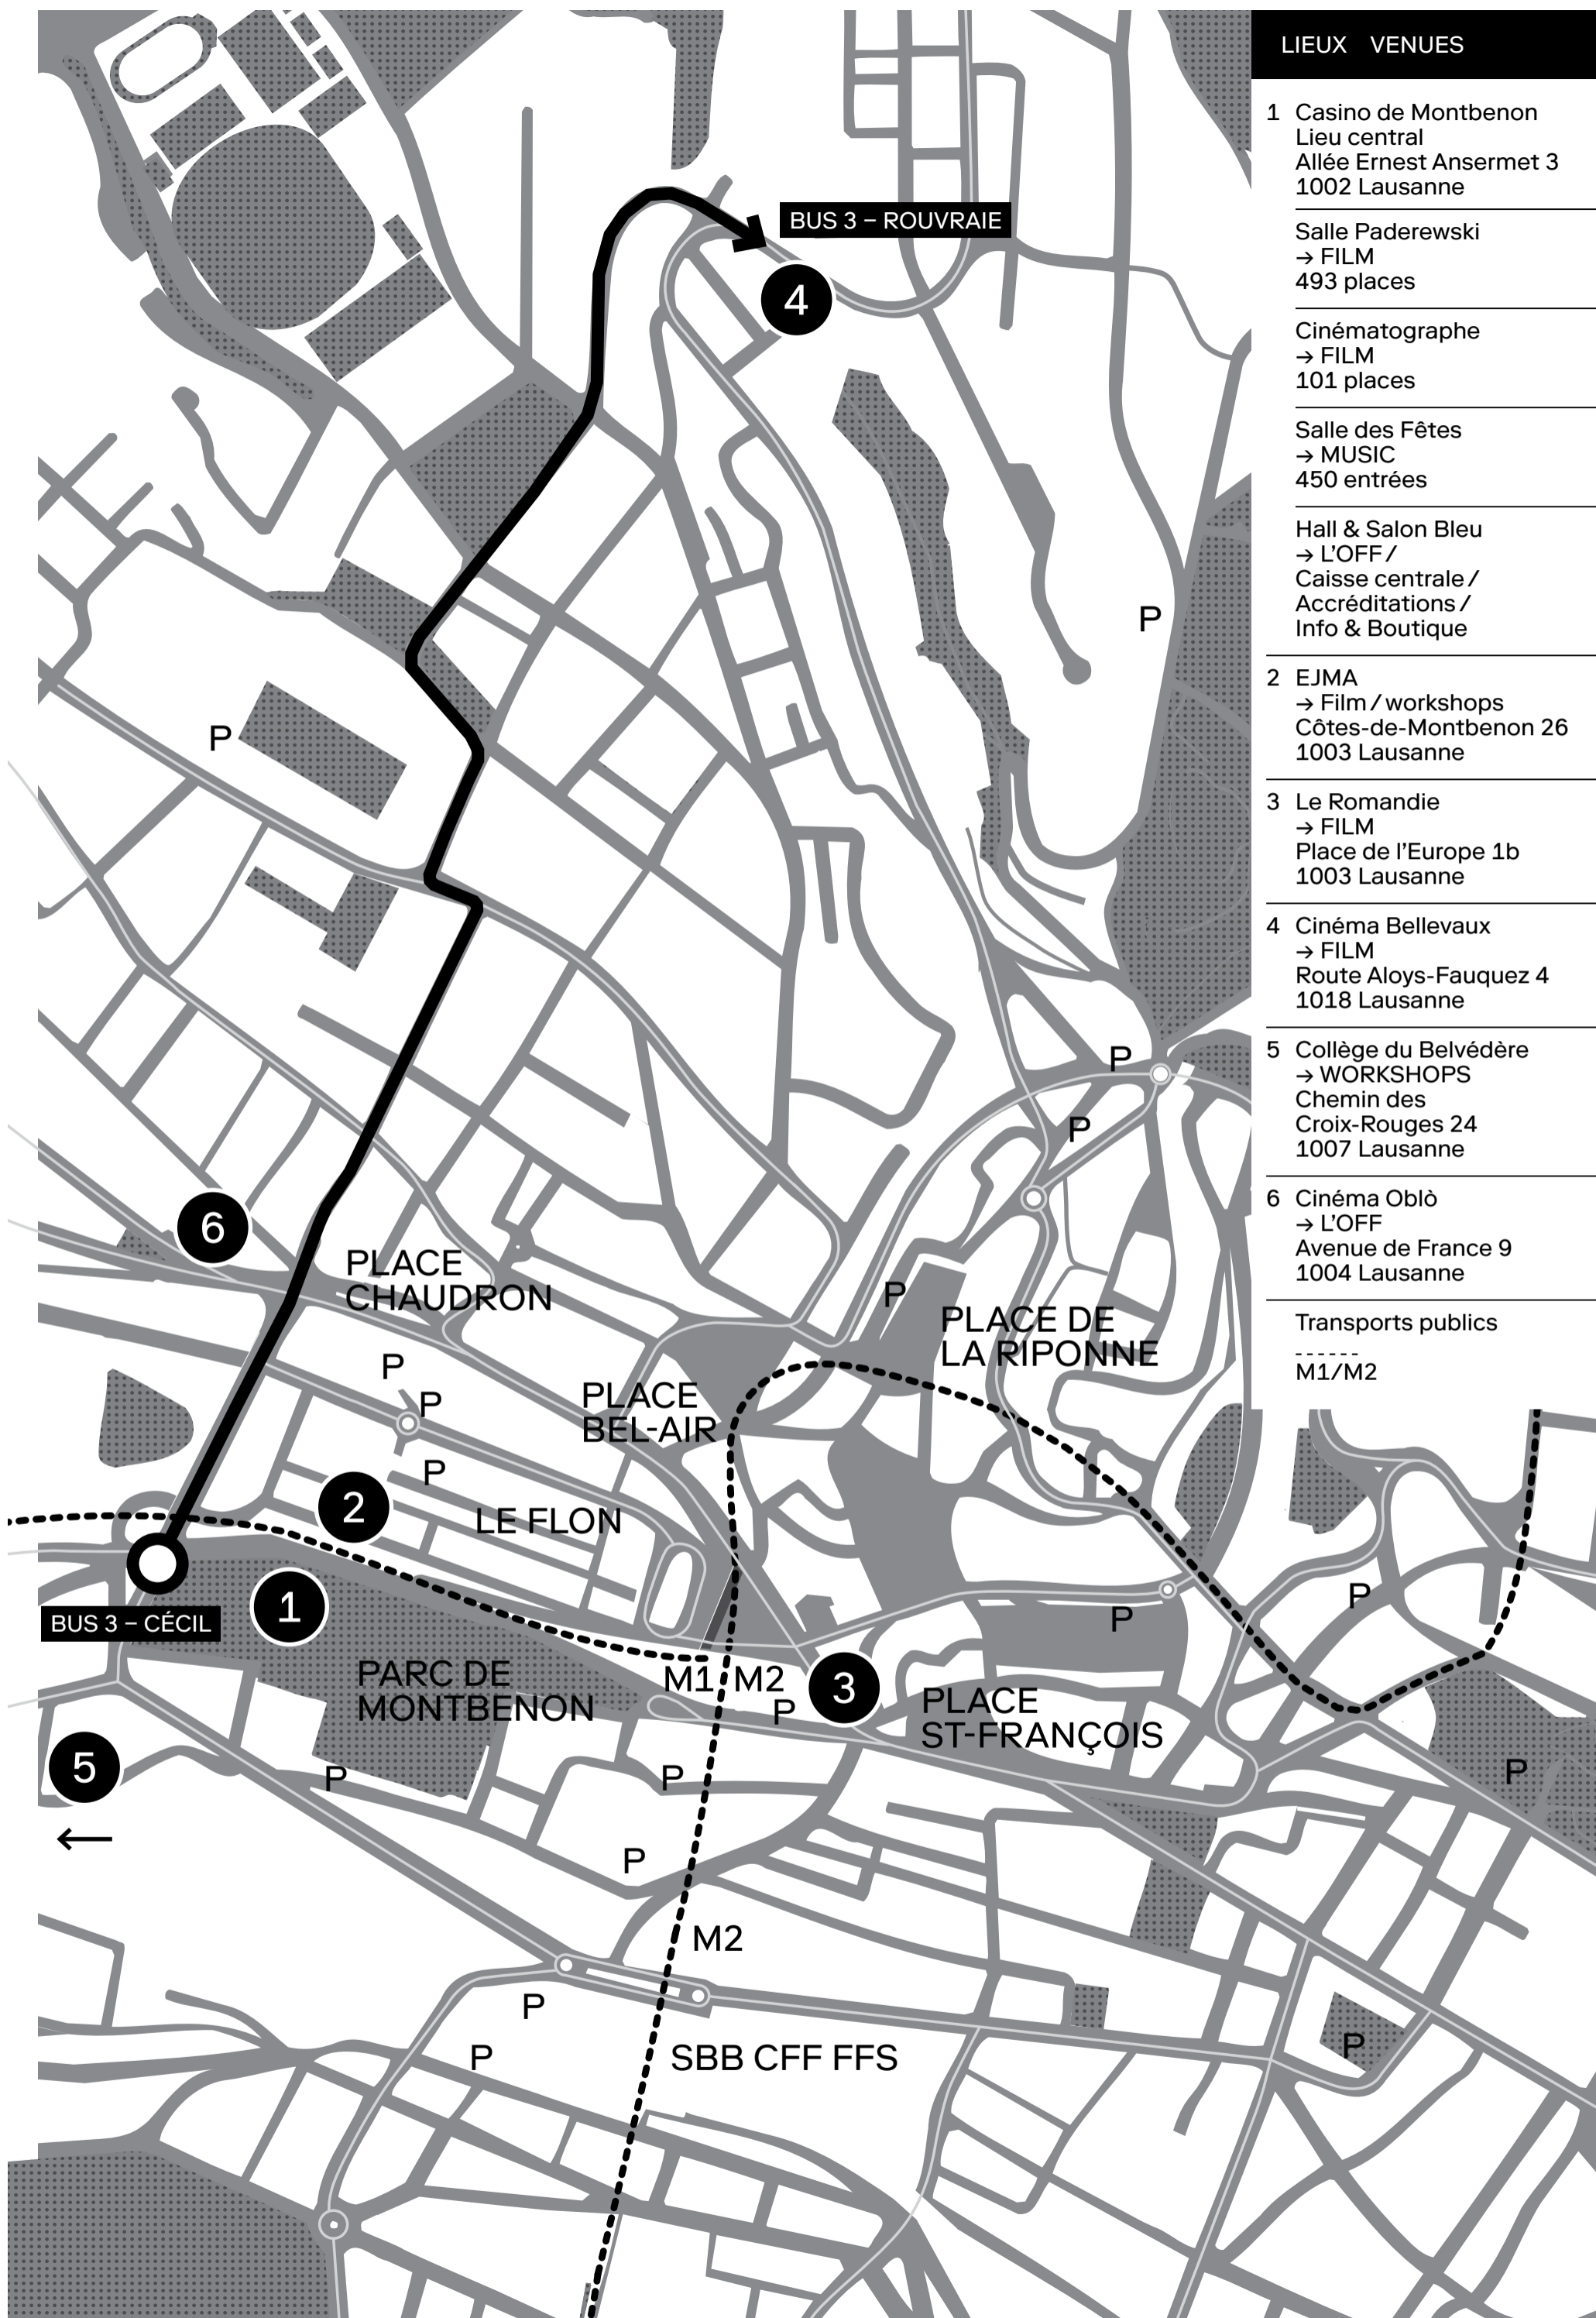 LIEUX VENUES
1 Casino de Montbenon
Lieu central
Allée Ernest Ansermet 3
1002 Lausanne
Salle Paderewski
→ FILM
493 places
Cinématographe
→ FILM
101 places
Salle des Fêtes
→ MUSIC
450 entrées
Hall & Salon Bleu
→ L’OFF/
Caisse centrale/
Accréditations/
Info & Boutique
2 EJMA
→ Film/workshops
Côtes-de-Montbenon 26
1003 Lausanne
3 Le Romandie
→ FILM
Place de l’Europe 1b
1003 Lausanne
4 Cinéma Bellevaux
→ FILM
Route Aloys-Fauquez 4
1018 Lausanne
5 Collège du Belvédère
→ WORKSHOPS
Chemin des
Croix-Rouges 24
1007 Lausanne
6 Cinéma Oblò
→ L’OFF
Avenue de France 9
1004 Lausanne
Transports publics
------
M1/M2
BUS 3 – ROUVRAIE
4
P
P
P
P
6
PLACE
CHAUDRON
P
PLACE DE
LA RIPONNE
P
P
PLACE
BEL-AIR
P
2
LE FLON
1
P
P
BUS 3 – CÉCIL
PARC DE
MONTBENON
M1
M2
3
P
PLACE
ST-FRANÇOIS
5
P
P
P
←
P
M2
P
P
SBB CFF FFS
P